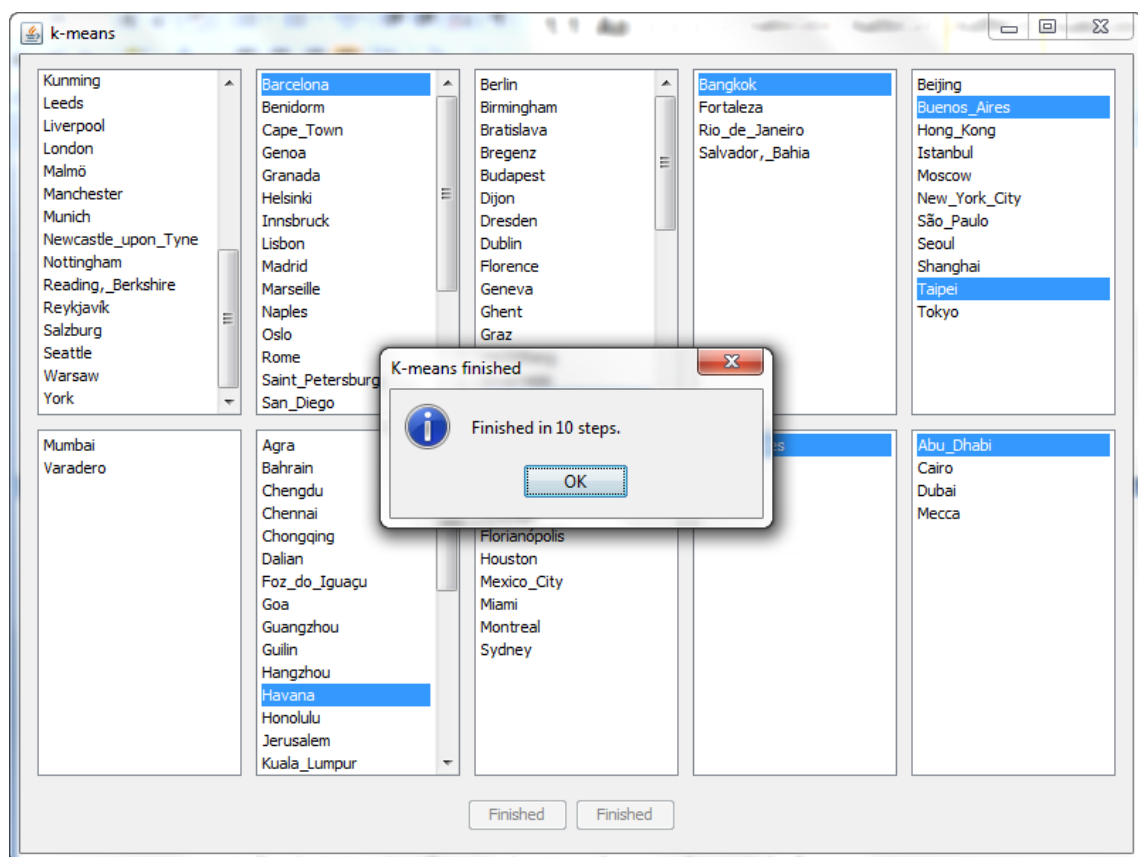 k-means
Kunming
Leeds
Liverpool
London
Malmö
Manchester
Munich
Newcastle_upon_Tyne
Nottingham
Reading,_Berkshire
Reykjavík
Salzburg
Seattle
Warsaw
York
Barcelona
Benidorm
Cape_Town
Genoa
Granada
Helsinki
Innsbruck
Lisbon
Madrid
Marseille
Naples
Oslo
Rome
Saint_Petersburg
San_Diego
Berlin
Birmingham
Bratislava
Bregenz
Budapest
Dijon
Dresden
Dublin
Florence
Geneva
Ghent
Graz
Bangkok
Fortaleza
Rio_de_Janeiro
Salvador,_Bahia
Beijing
Buenos_Aires
Hong_Kong
Istanbul
Moscow
New_York_City
São_Paulo
Seoul
Shanghai
Taipei
Tokyo
K-means finished
Finished in 10 steps.
OK
Mumbai
Varadero
Agra
Bahrain
Chengdu
Chennai
Chongqing
Dalian
Foz_do_Iguaçu
Goa
Guangzhou
Guilin
Hangzhou
Havana
Honolulu
Jerusalem
Kuala_Lumpur
Florianópolis
Houston
Mexico_City
Miami
Montreal
Sydney
Abu_Dhabi
Cairo
Dubai
Mecca
Finished
Finished